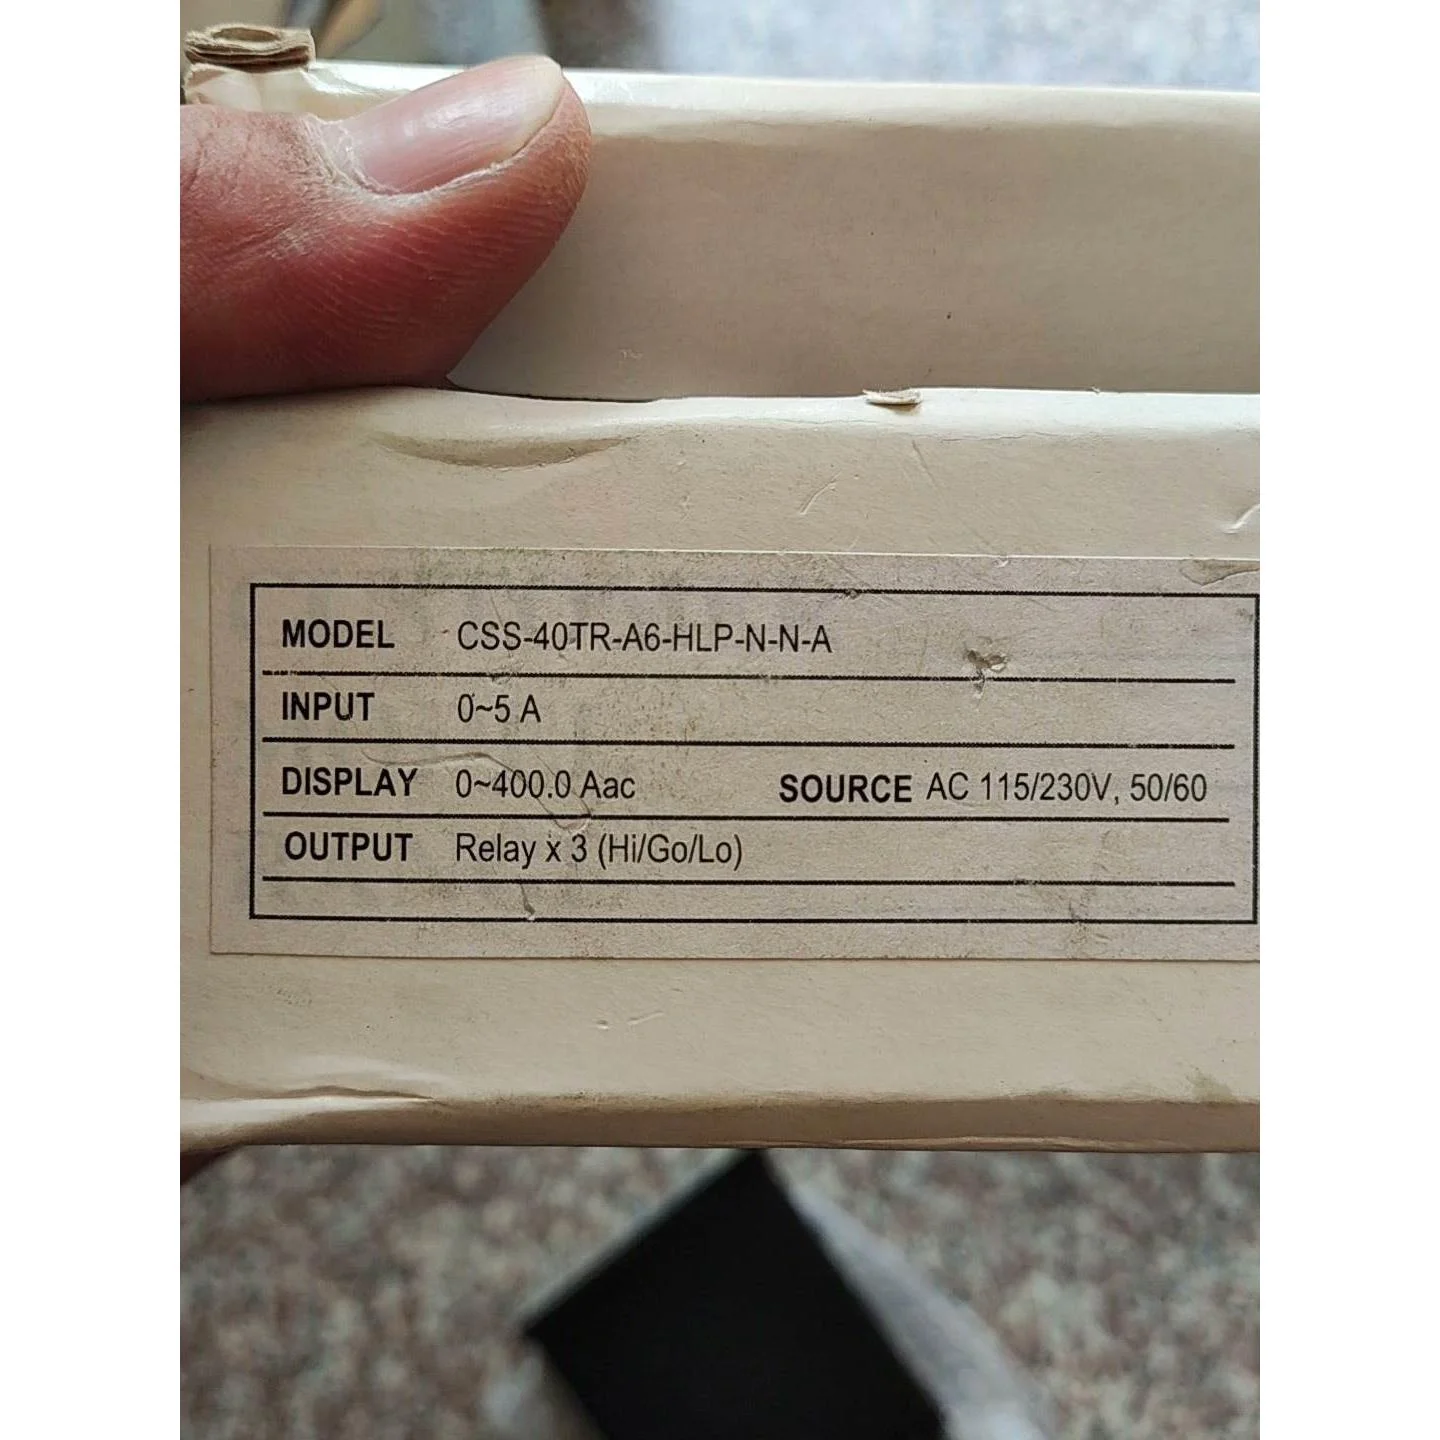 MODEL CSS-40TR-A6-HLP-N-N-A
INPUT 0~5 A
DISPLAY 0~400.0 Aac SOURCE AC 115/230V, 50/60
OUTPUT Relay x 3 (Hi/Go/Lo)